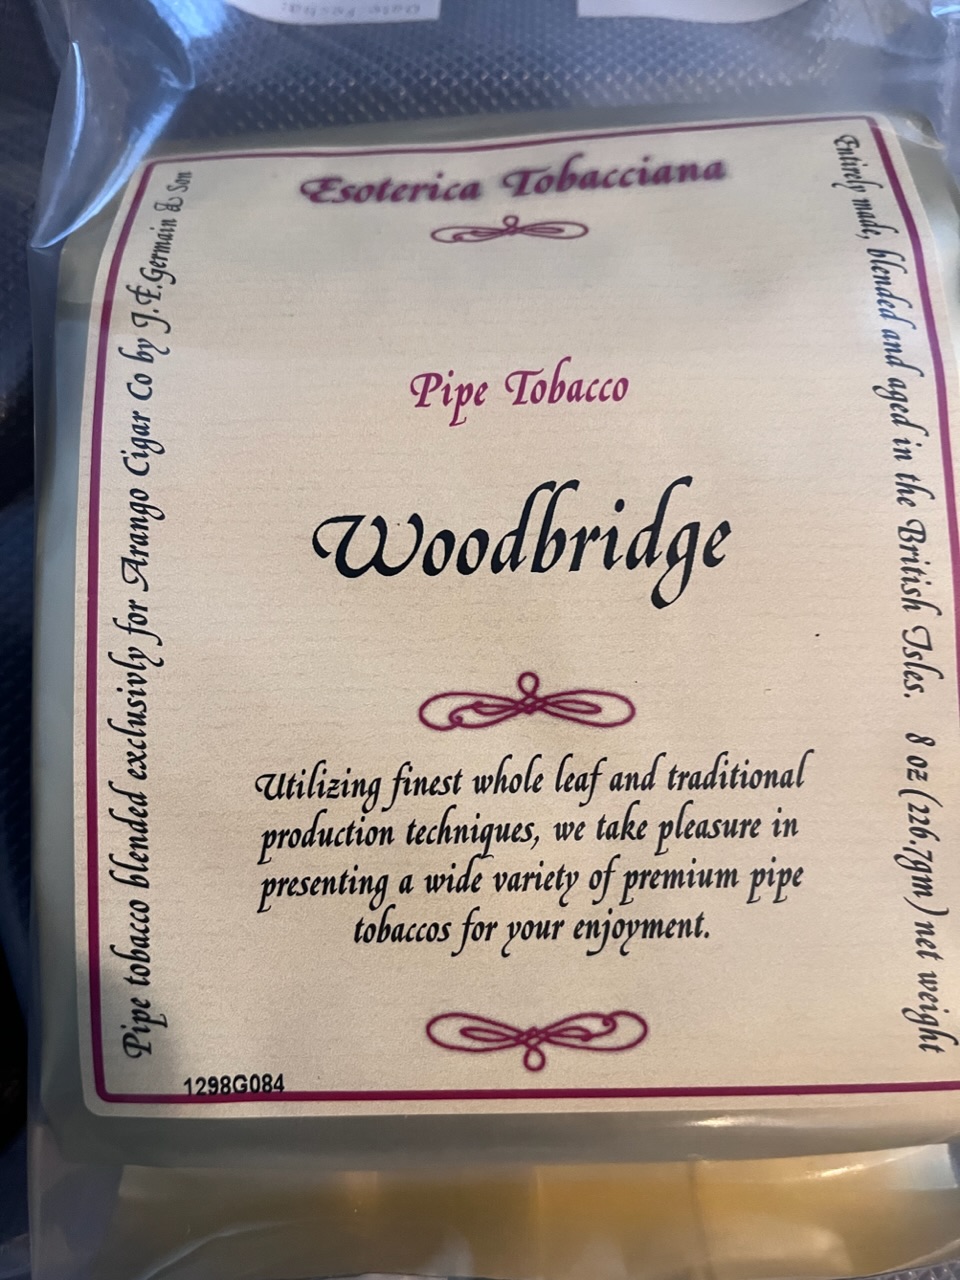 Esoterica Tobacciana
Pipe Tobacco
Woodbridge
Utilizing finest whole leaf and traditional
production techniques, we take pleasure in
presenting a wide variety of premium pipe
tobaccos for your enjoyment.
1298G084
Pipe tobacco blended exclusivly for Arango Cigar Co by J.E.Germain & Son
Entirely made, blended and aged in the British Isles. 8 oz (226.7gm) net weight